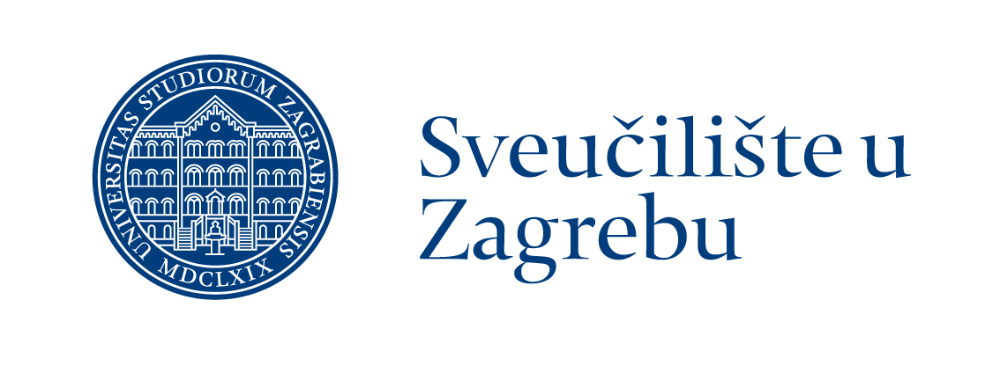 UNIVERSITAS STUDIORUM ZAGRABIENSIS
MDCLXIX
Sveučilište u
Zagrebu